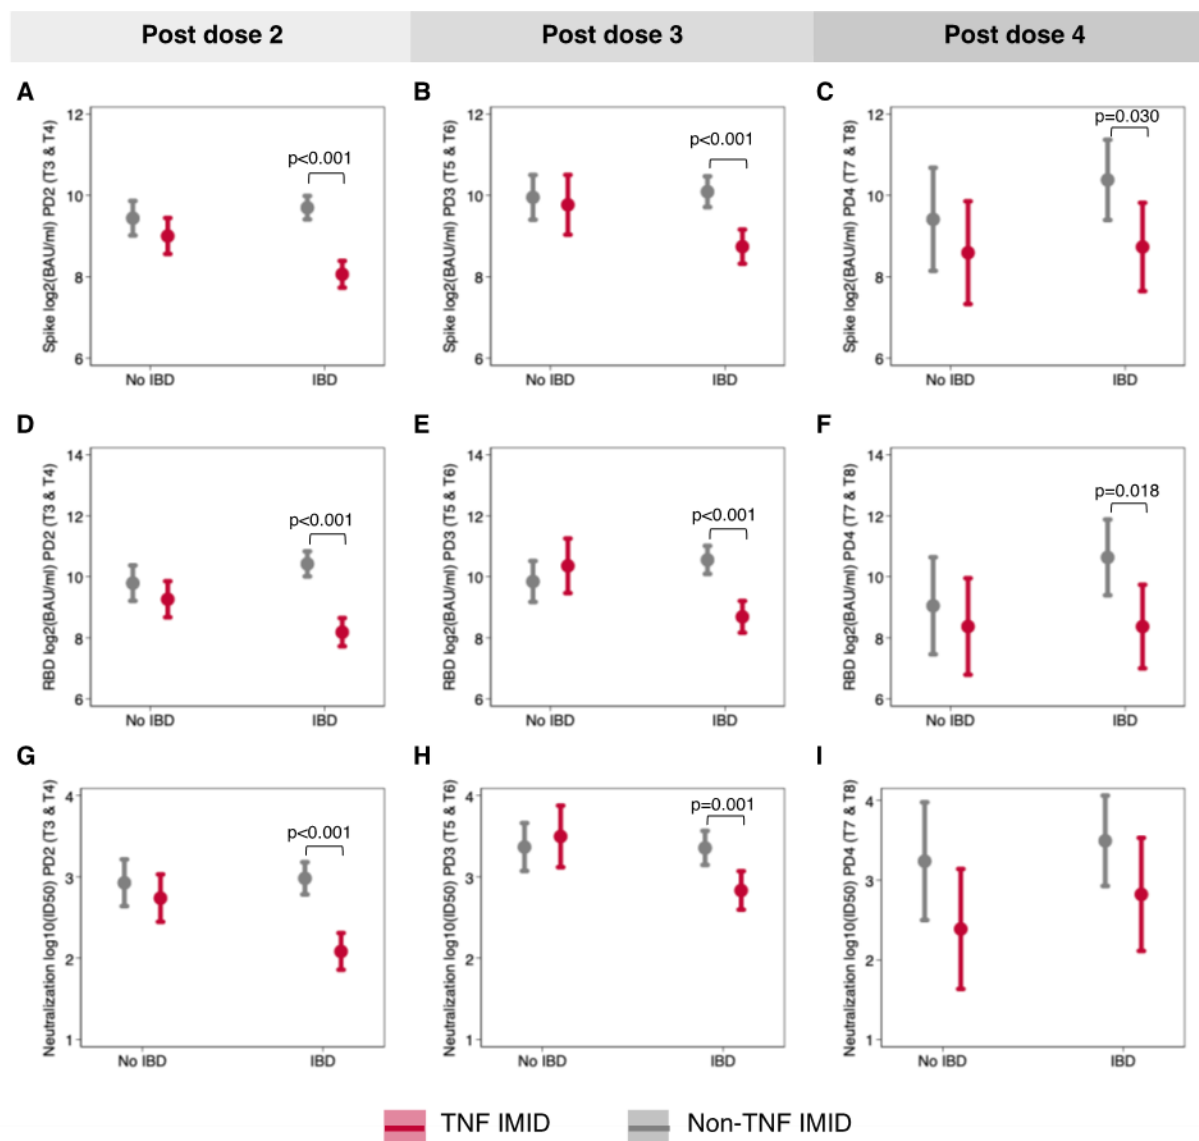 Post dose 2
Post dose 3
Post dose 4
A
Spike log2(BAU/ml) PD2 (T3 & T4)
12
10
8
6
p<0.001
No IBD
IBD
B
Spike log2(BAU/ml) PD3 (T5 & T6)
12
10
8
6
p<0.001
No IBD
IBD
C
Spike log2(BAU/ml) PD4 (T7 & T8)
12
10
8
6
p=0.030
No IBD
IBD
D
RBD log2(BAU/ml) PD2 (T3 & T4)
14
12
10
8
6
p<0.001
No IBD
IBD
E
RBD log2(BAU/ml) PD3 (T5 & T6)
14
12
10
8
6
p<0.001
No IBD
IBD
F
RBD log2(BAU/ml) PD4 (T7 & T8)
14
12
10
8
6
p=0.018
No IBD
IBD
G
Neutralization log10(ID50) PD2 (T3 & T4)
4
3
2
1
p<0.001
No IBD
IBD
H
Neutralization log10(ID50) PD3 (T5 & T6)
4
3
2
1
p=0.001
No IBD
IBD
I
Neutralization log10(ID50) PD4 (T7 & T8)
4
3
2
1
No IBD
IBD
TNF IMID
Non-TNF IMID